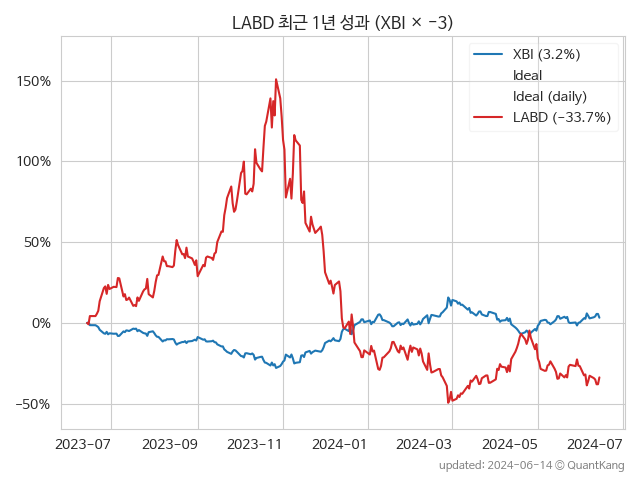 LABD 최근 1년 성과 (XBI × −3)
XBI (3.2%)
Ideal
Ideal (daily)
LABD (−33.7%)
150%
100%
50%
0%
−50%
2023-07 2023-09 2023-11 2024-01 2024-03 2024-05 2024-07
updated: 2024-06-14 © QuantKang